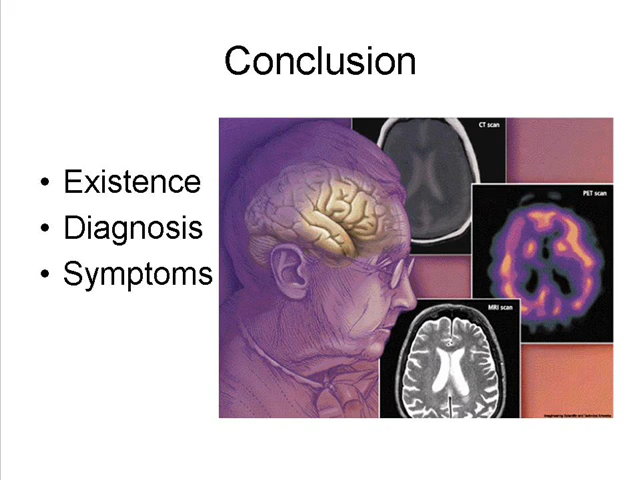 Conclusion
• Existence
• Diagnosis
• Symptoms
CT scan
PET scan
MRI scan